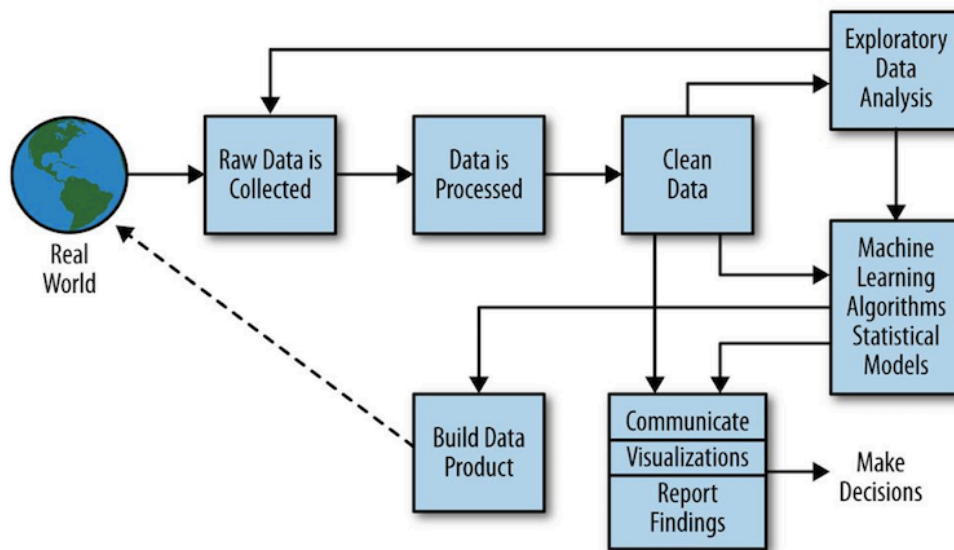 Exploratory
Data
Analysis
Raw Data is
Collected
Data is
Processed
Clean
Data
Real
World
Machine
Learning
Algorithms
Statistical
Models
Build Data
Product
Communicate
Visualizations
Report
Findings
Make
Decisions